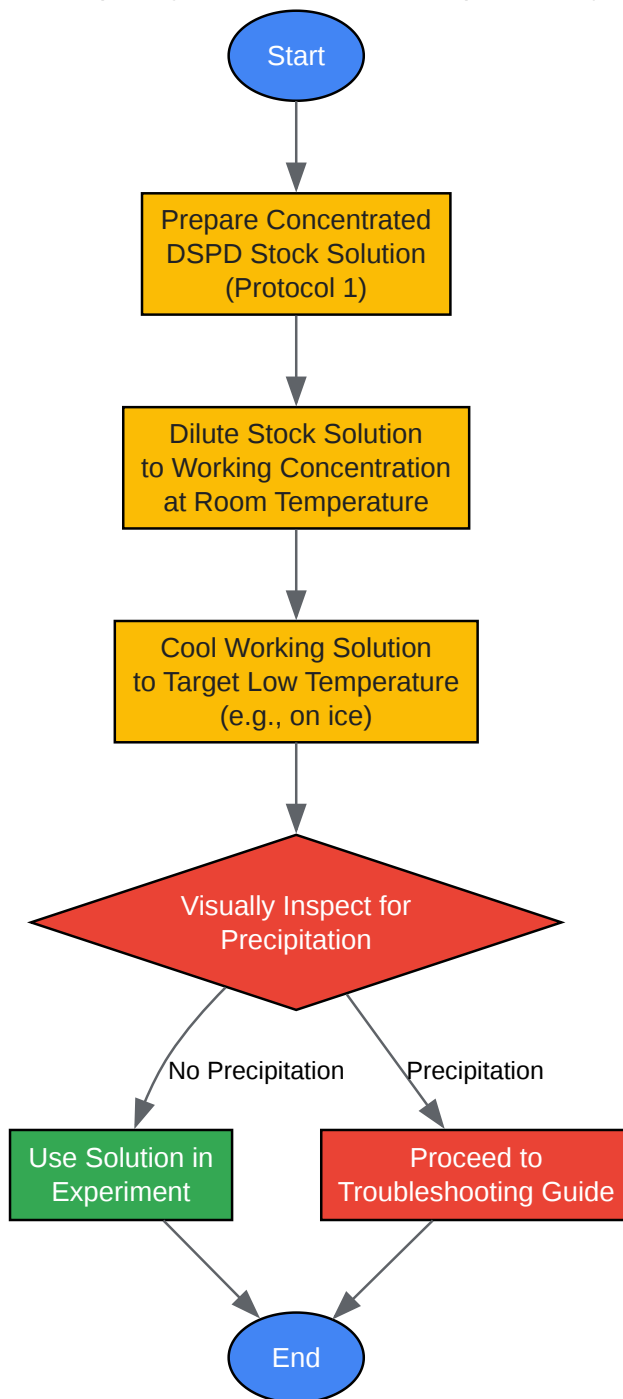 Start
Prepare Concentrated
DSPD Stock Solution
(Protocol 1)
Dilute Stock Solution
to Working Concentration
at Room Temperature
Cool Working Solution
to Target Low Temperature
(e.g., on ice)
Visually Inspect for
Precipitation
No Precipitation
Precipitation
Use Solution in
Experiment
Proceed to
Troubleshooting Guide
End